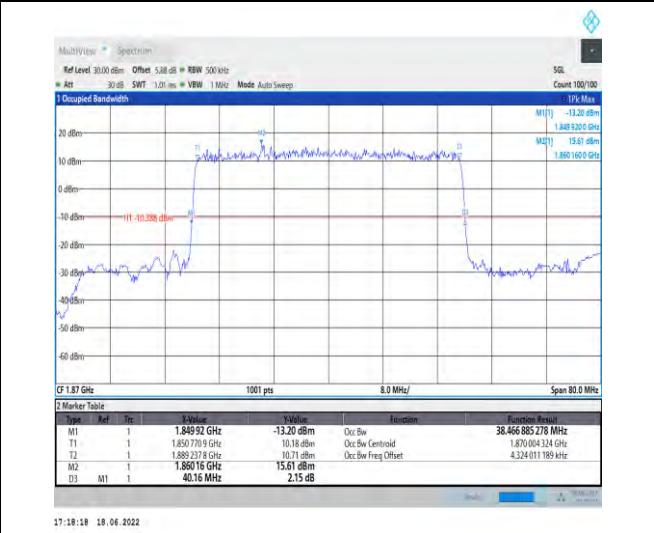 MultiView Spectrum
Ref Level 30.00 dBm Offset 5.88 dB RBW 500 kHz SGL
Att 30 dB SWT 1.01 ms VBW 1 MHz Mode Auto Sweep Count 100/100
1 Occupied Bandwidth 1Pk Max
M1[1] -13.20 dBm
1.849 9200 GHz
M2[1] 15.61 dBm
1.860 1600 GHz
20 dBm
M2
T1
10 dBm
0 dBm
-10 dBm H1 -10.388 dBm M1 D3
-20 dBm
-30 dBm
-40 dBm
-50 dBm
-60 dBm
CF 1.87 GHz 1001 pts 8.0 MHz/ Span 80.0 MHz
2 Marker Table
Type Ref Trc X-Value Y-Value Function Function Result
M1 1 1.849 92 GHz -13.20 dBm Occ Bw 38.466 885 278 MHz
T1 1 1.850 770 9 GHz 10.18 dBm Occ Bw Centroid 1.870 004 324 GHz
T2 1 1.889 237 8 GHz 10.71 dBm Occ Bw Freq Offset 4.324 011 189 kHz
M2 1 1.860 16 GHz 15.61 dBm
D3 M1 1 40.16 MHz 2.15 dB
17:18:18 18.06.2022